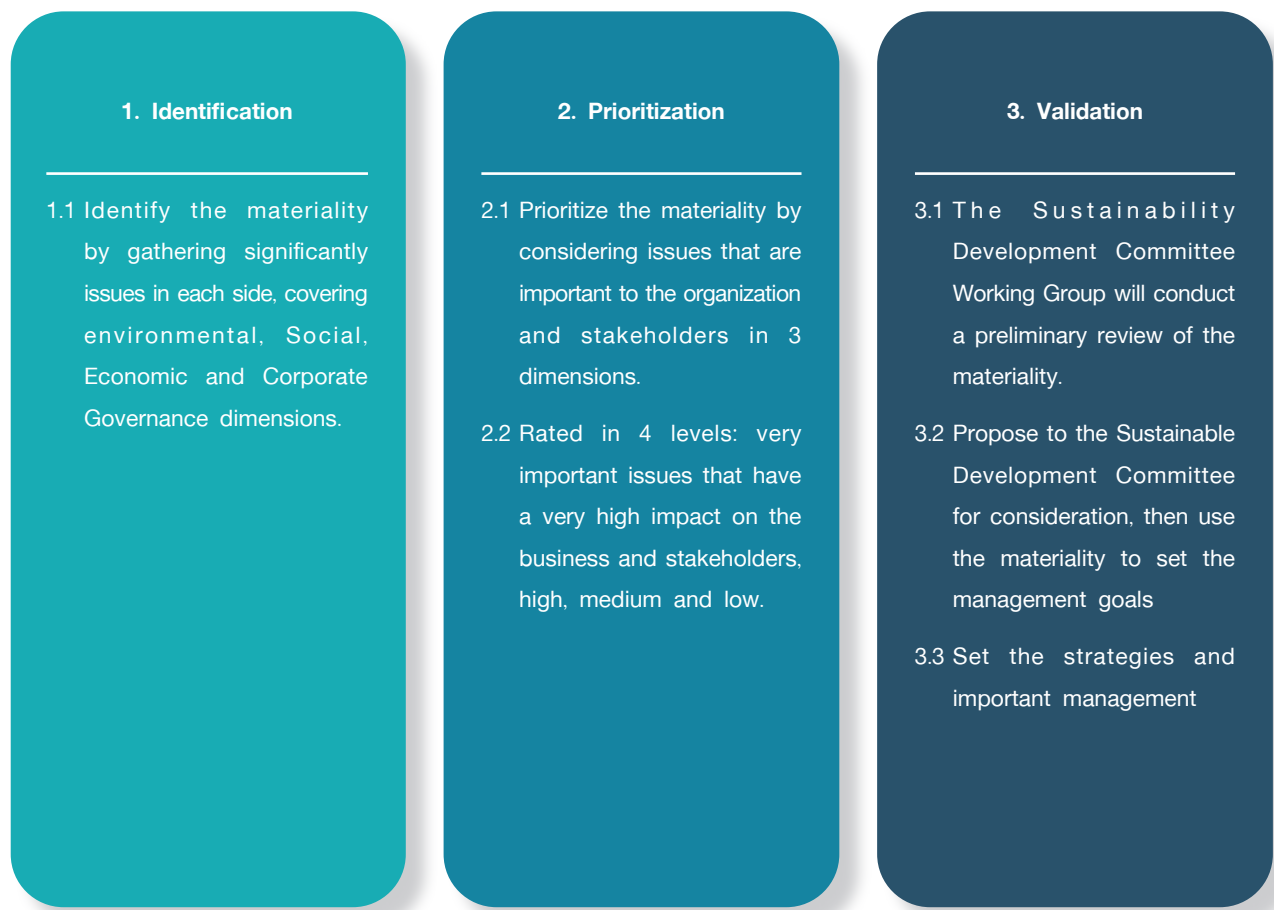 1. Identification
1.1 Identify the materiality
by gathering significantly
issues in each side, covering
environmental, Social,
Economic and Corporate
Governance dimensions.
2. Prioritization
2.1 Prioritize the materiality by
considering issues that are
important to the organization
and stakeholders in 3
dimensions.
2.2 Rated in 4 levels: very
important issues that have
a very high impact on the
business and stakeholders,
high, medium and low.
3. Validation
3.1 The Sustainability
Development Committee
Working Group will conduct
a preliminary review of the
materiality.
3.2 Propose to the Sustainable
Development Committee
for consideration, then use
the materiality to set the
management goals
3.3 Set the strategies and
important management